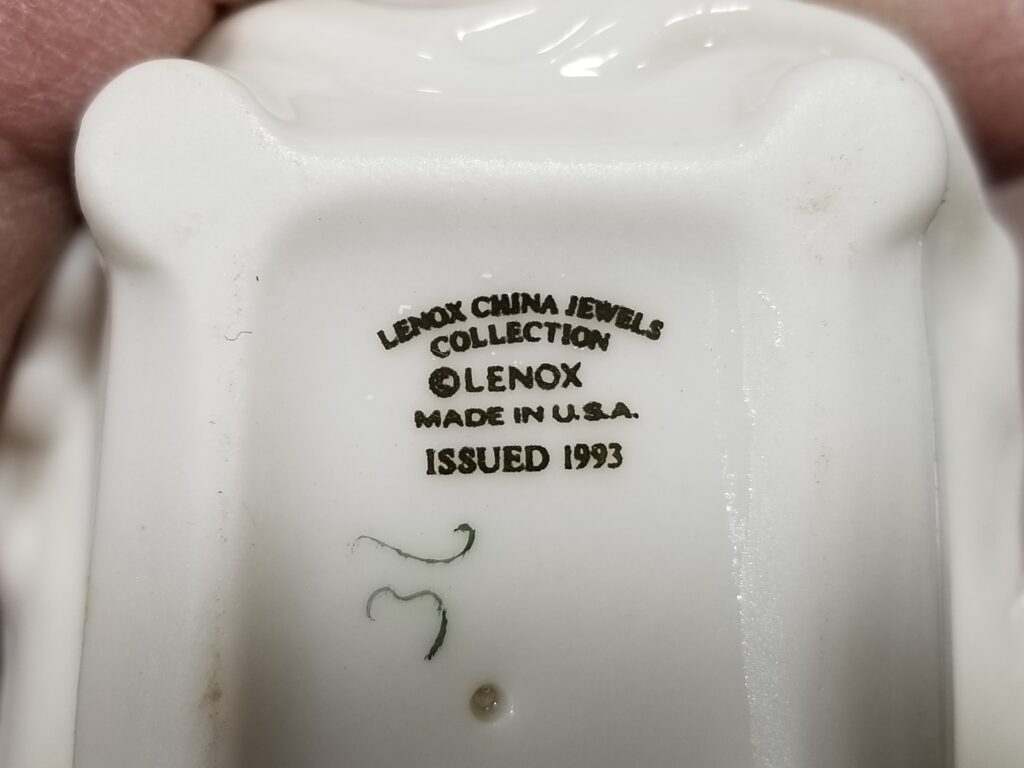 LENOX CHINA JEWELS
COLLECTION
©LENOX
MADE IN U.S.A.
ISSUED 1993